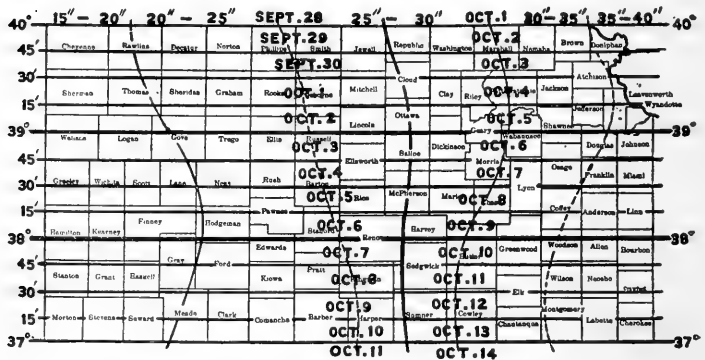 15"-20" 20"-25" SEPT.28 25"-30" OCT.1 30"-35" 35"-40"
40° SEPT.29 OCT.2 40°
Cheyenne Rawlins Decatur Norton Phillips Smith Jewell Republic Washington Marshall Nemaha Brown Doniphan
45' SEPT.30 OCT.3
Cloud Atchison
30' Sherman Thomas Sheridan Graham Rooks OCT.1 Osborne Mitchell Clay Riley OCT.4 Jackson Leavenworth
Jefferson Wyandotte
15' OCT.2 Ottawa OCT.5
Lincoln Shawnee
39° Geary Wabaunsee 39°
Wallace Logan Gove Trego Ellis Russell OCT.3 Saline Dickinson OCT.6 Douglas Johnson
45' Ellsworth Morris Osage
Greeley Wichita Scott Lane Ness Rush Barton OCT.4 OCT.7 Franklin Miami
30' OCT.5 Rice McPherson Marion OCT.8 Lyon
15' Pawnee Coffey Anderson Linn
Finney Hodgeman Stafford OCT.6 Harvey OCT.9
38° Hamilton Kearney Reno 38°
Edwards OCT.7 OCT.10 Greenwood Woodson Allen Bourbon
45' Gray Ford Pratt Sedgwick
Stanton Grant Haskell Kiowa OCT.8 OCT.11 Wilson Neosho
30' Elk
OCT.9 OCT.12 Montgomery
15' Morton Stevens Seward Meade Clark Comanche Barber Harper Sumner Cowley Labette Cherokee
OCT.10 OCT.13 Chautauqua
37° OCT.11 OCT.14 37°